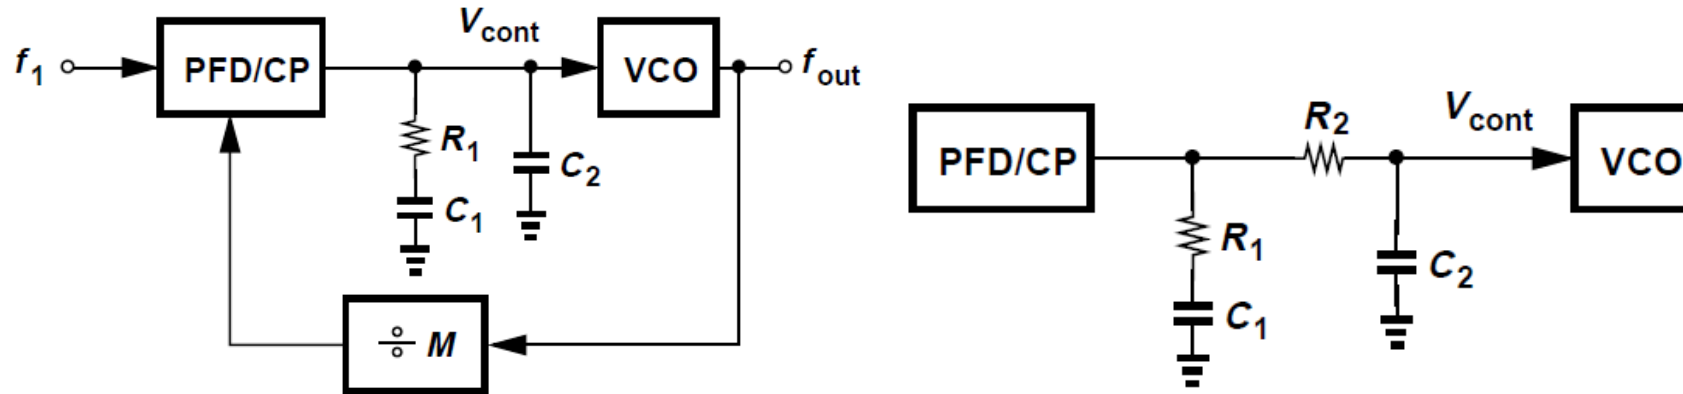 f1
PFD/CP
Vcont
VCO
fout
R1
C1
C2
÷ M
PFD/CP
R2
Vcont
VCO
R1
C1
C2